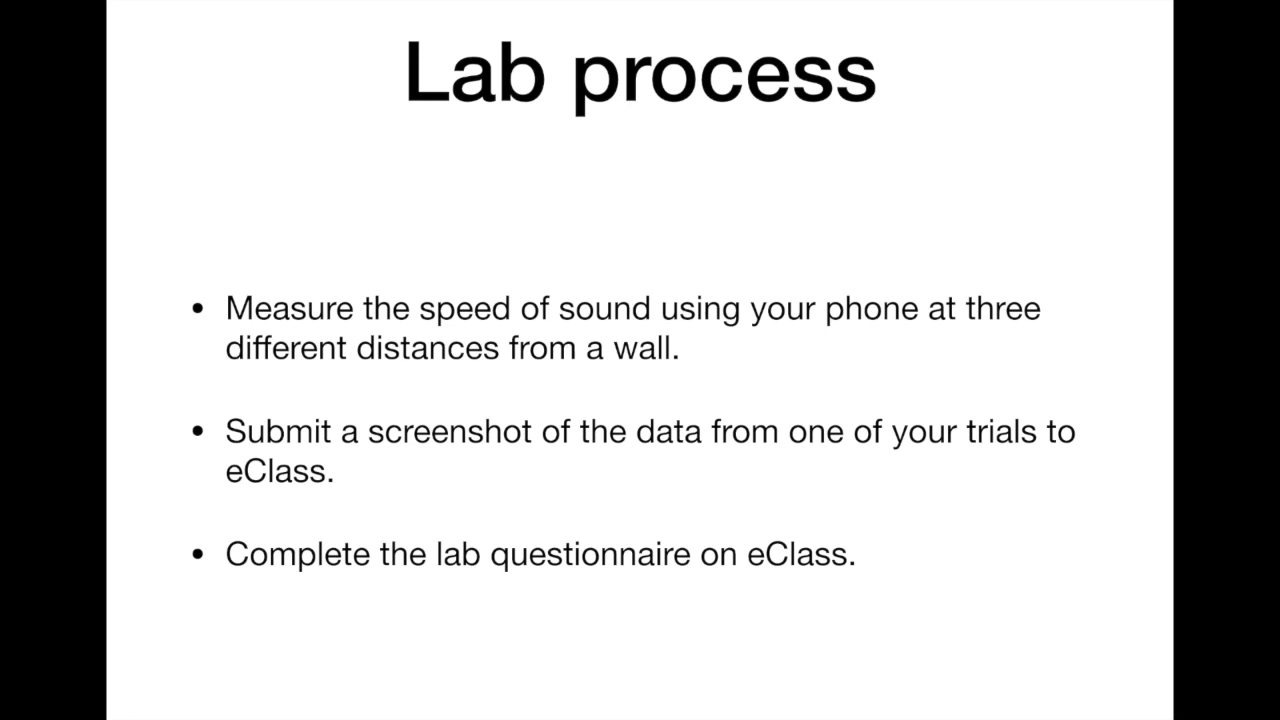 Lab process
• Measure the speed of sound using your phone at three
different distances from a wall.
• Submit a screenshot of the data from one of your trials to
eClass.
• Complete the lab questionnaire on eClass.